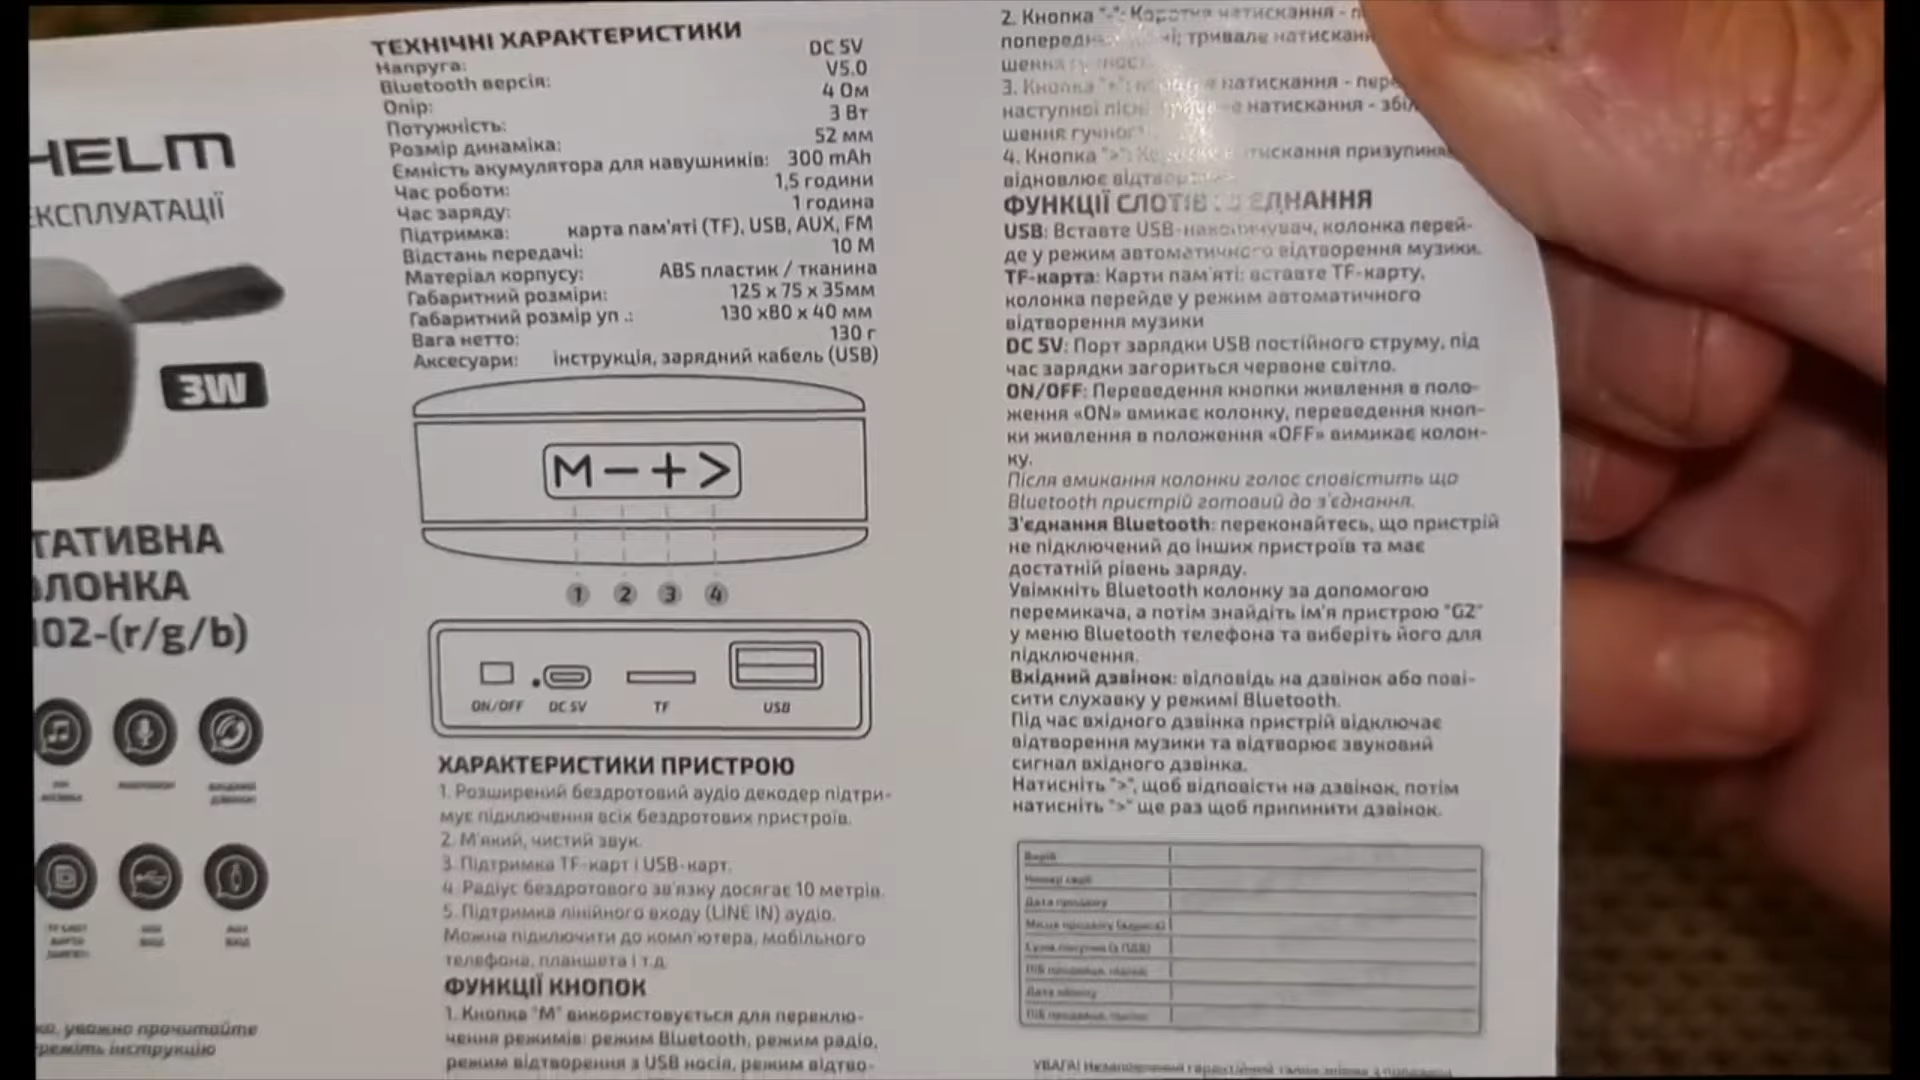 HELM
ЕКСПЛУАТАЦІЇ
3W
ТАТИВНА
ОЛОНКА
102-(r/g/b)
уважно прочитайте
інструкцію
ТЕХНІЧНІ ХАРАКТЕРИСТИКИ
Напруга: DC 5V
Bluetooth версія: V5.0
Опір: 4 Ом
Потужність: 3 Вт
Розмір динаміка: 52 мм
Ємність акумулятора для навушників: 300 mAh
Час роботи: 1,5 години
Час заряду: 1 година
Підтримка: карта пам'яті (TF), USB, AUX, FM
Відстань передачі: 10 М
Матеріал корпусу: ABS пластик / тканина
Габаритний розміри: 125 x 75 x 35мм
Габаритний розмір уп .: 130 x80 x 40 мм
Вага нетто: 130 г
Аксесуари: інструкція, зарядний кабель (USB)
M − + >
1 2 3 4
ON/OFF DC 5V TF USB
ХАРАКТЕРИСТИКИ ПРИСТРОЮ
1. Розширений бездротовий аудіо декодер підтри-
мує підключення всіх бездротових пристроїв.
2. М'який, чистий звук.
3. Підтримка TF-карт і USB-карт.
4. Радіус бездротового зв'язку досягає 10 метрів.
5. Підтримка лінійного входу (LINE IN) аудіо.
Можна підключити до комп'ютера, мобільного
телефона, планшета і т.д.
ФУНКЦІЇ КНОПОК
1. Кнопка "М" використовується для переклю-
чення режимів: режим Bluetooth, режим радіо,
режим відтворення з USB носія, режим відтво-
2. Кнопка "-": Коротке натискання -
тривале натискан
3. Кнопка натискання - пер
наступної натискання - збіл
шення
4. Кнопка ">": натискання призупиня
відновлює
ФУНКЦІЇ СЛОТІВ З'ЄДНАННЯ
USB: Вставте USB-накопичувач, колонка перей-
де у режим автоматичного відтворення музики.
TF-карта: Карти пам'яті: вставте TF-карту,
колонка перейде у режим автоматичного
відтворення музики
DC 5V: Порт зарядки USB постійного струму, під
час зарядки загориться червоне світло.
ON/OFF: Переведення кнопки живлення в поло-
ження «ON» вмикає колонку, переведення кноп-
ки живлення в положення «OFF» вимикає колон-
ку.
Після вмикання колонки голос сповістить що
Bluetooth пристрій готовий до з'єднання.
З'єднання Bluetooth: переконайтесь, що пристрій
не підключений до інших пристроїв та має
достатній рівень заряду.
Увімкніть Bluetooth колонку за допомогою
перемикача, а потім знайдіть ім'я пристрою "G2"
у меню Bluetooth телефона та виберіть його для
підключення.
Вхідний дзвінок: відповідь на дзвінок або пові-
сити слухавку у режимі Bluetooth.
Під час вхідного дзвінка пристрій відключає
відтворення музики та відтворює звуковий
сигнал вхідного дзвінка.
Натисніть ">", щоб відповісти на дзвінок, потім
натисніть ">" ще раз щоб припинити дзвінок.
Виріб
Номер серії
Дата продажу
Місце продажу (адреса)
УВАГА!